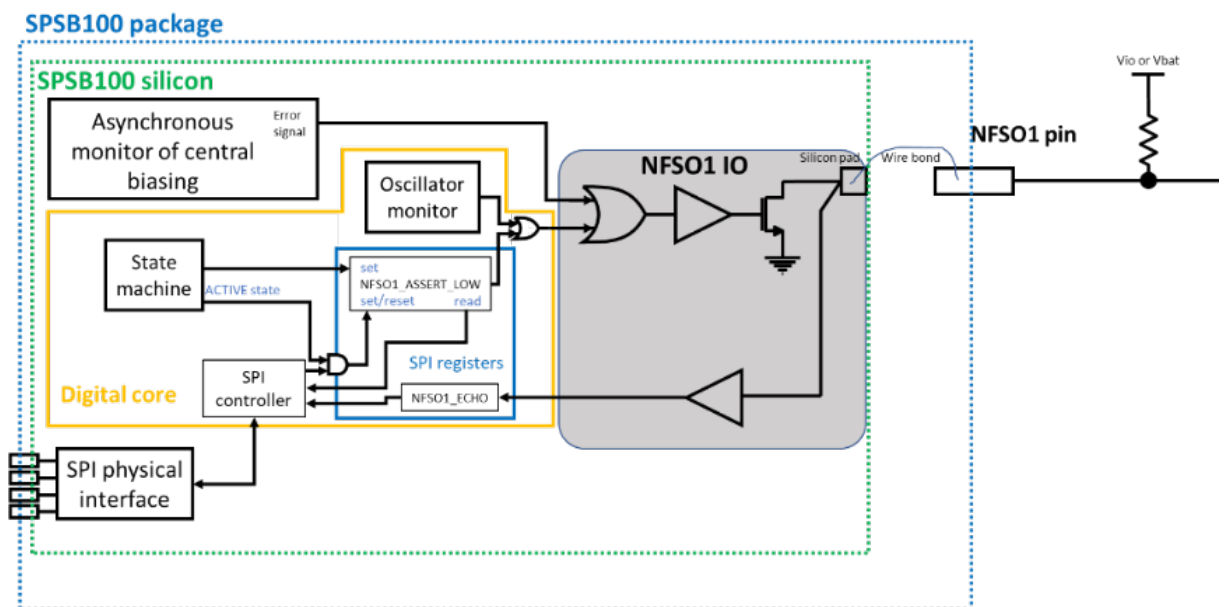 SPSB100 package
SPSB100 silicon
Vio or Vbat
Asynchronous
monitor of central
biasing
Error
signal
NFSO1 pin
Silicon pad
Wire bond
NFSO1 IO
Oscillator
monitor
State
machine
set
NFSO1_ASSERT_LOW
set/reset read
ACTIVE state
SPI registers
SPI
controller
Digital core
NFSO1_ECHO
SPI physical
interface